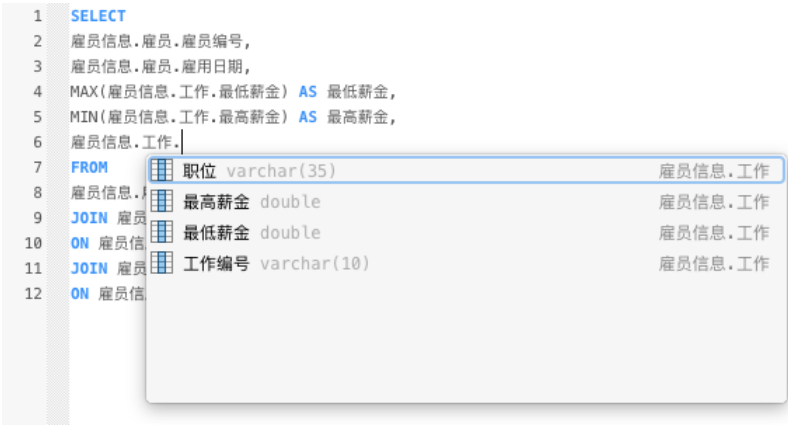 1 SELECT
2 雇员信息.雇员.雇员编号,
3 雇员信息.雇员.雇用日期,
4 MAX(雇员信息.工作.最低薪金) AS 最低薪金,
5 MIN(雇员信息.工作.最高薪金) AS 最高薪金,
6 雇员信息.工作.
7 FROM 职位 varchar(35) 雇员信息.工作
8 雇员信息. 最高薪金 double 雇员信息.工作
9 JOIN 雇员 最低薪金 double 雇员信息.工作
10 ON 雇员信 工作编号 varchar(10) 雇员信息.工作
11 JOIN 雇员
12 ON 雇员信